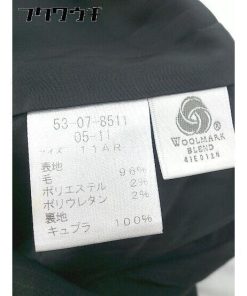 ブクワウキ
53-07-8511
05-11
サイズ 11AR
表地
毛 96%
ポリエステル 2%
ポリウレタン 2%
裏地
キュプラ 100%
WOOLMARK
BLEND